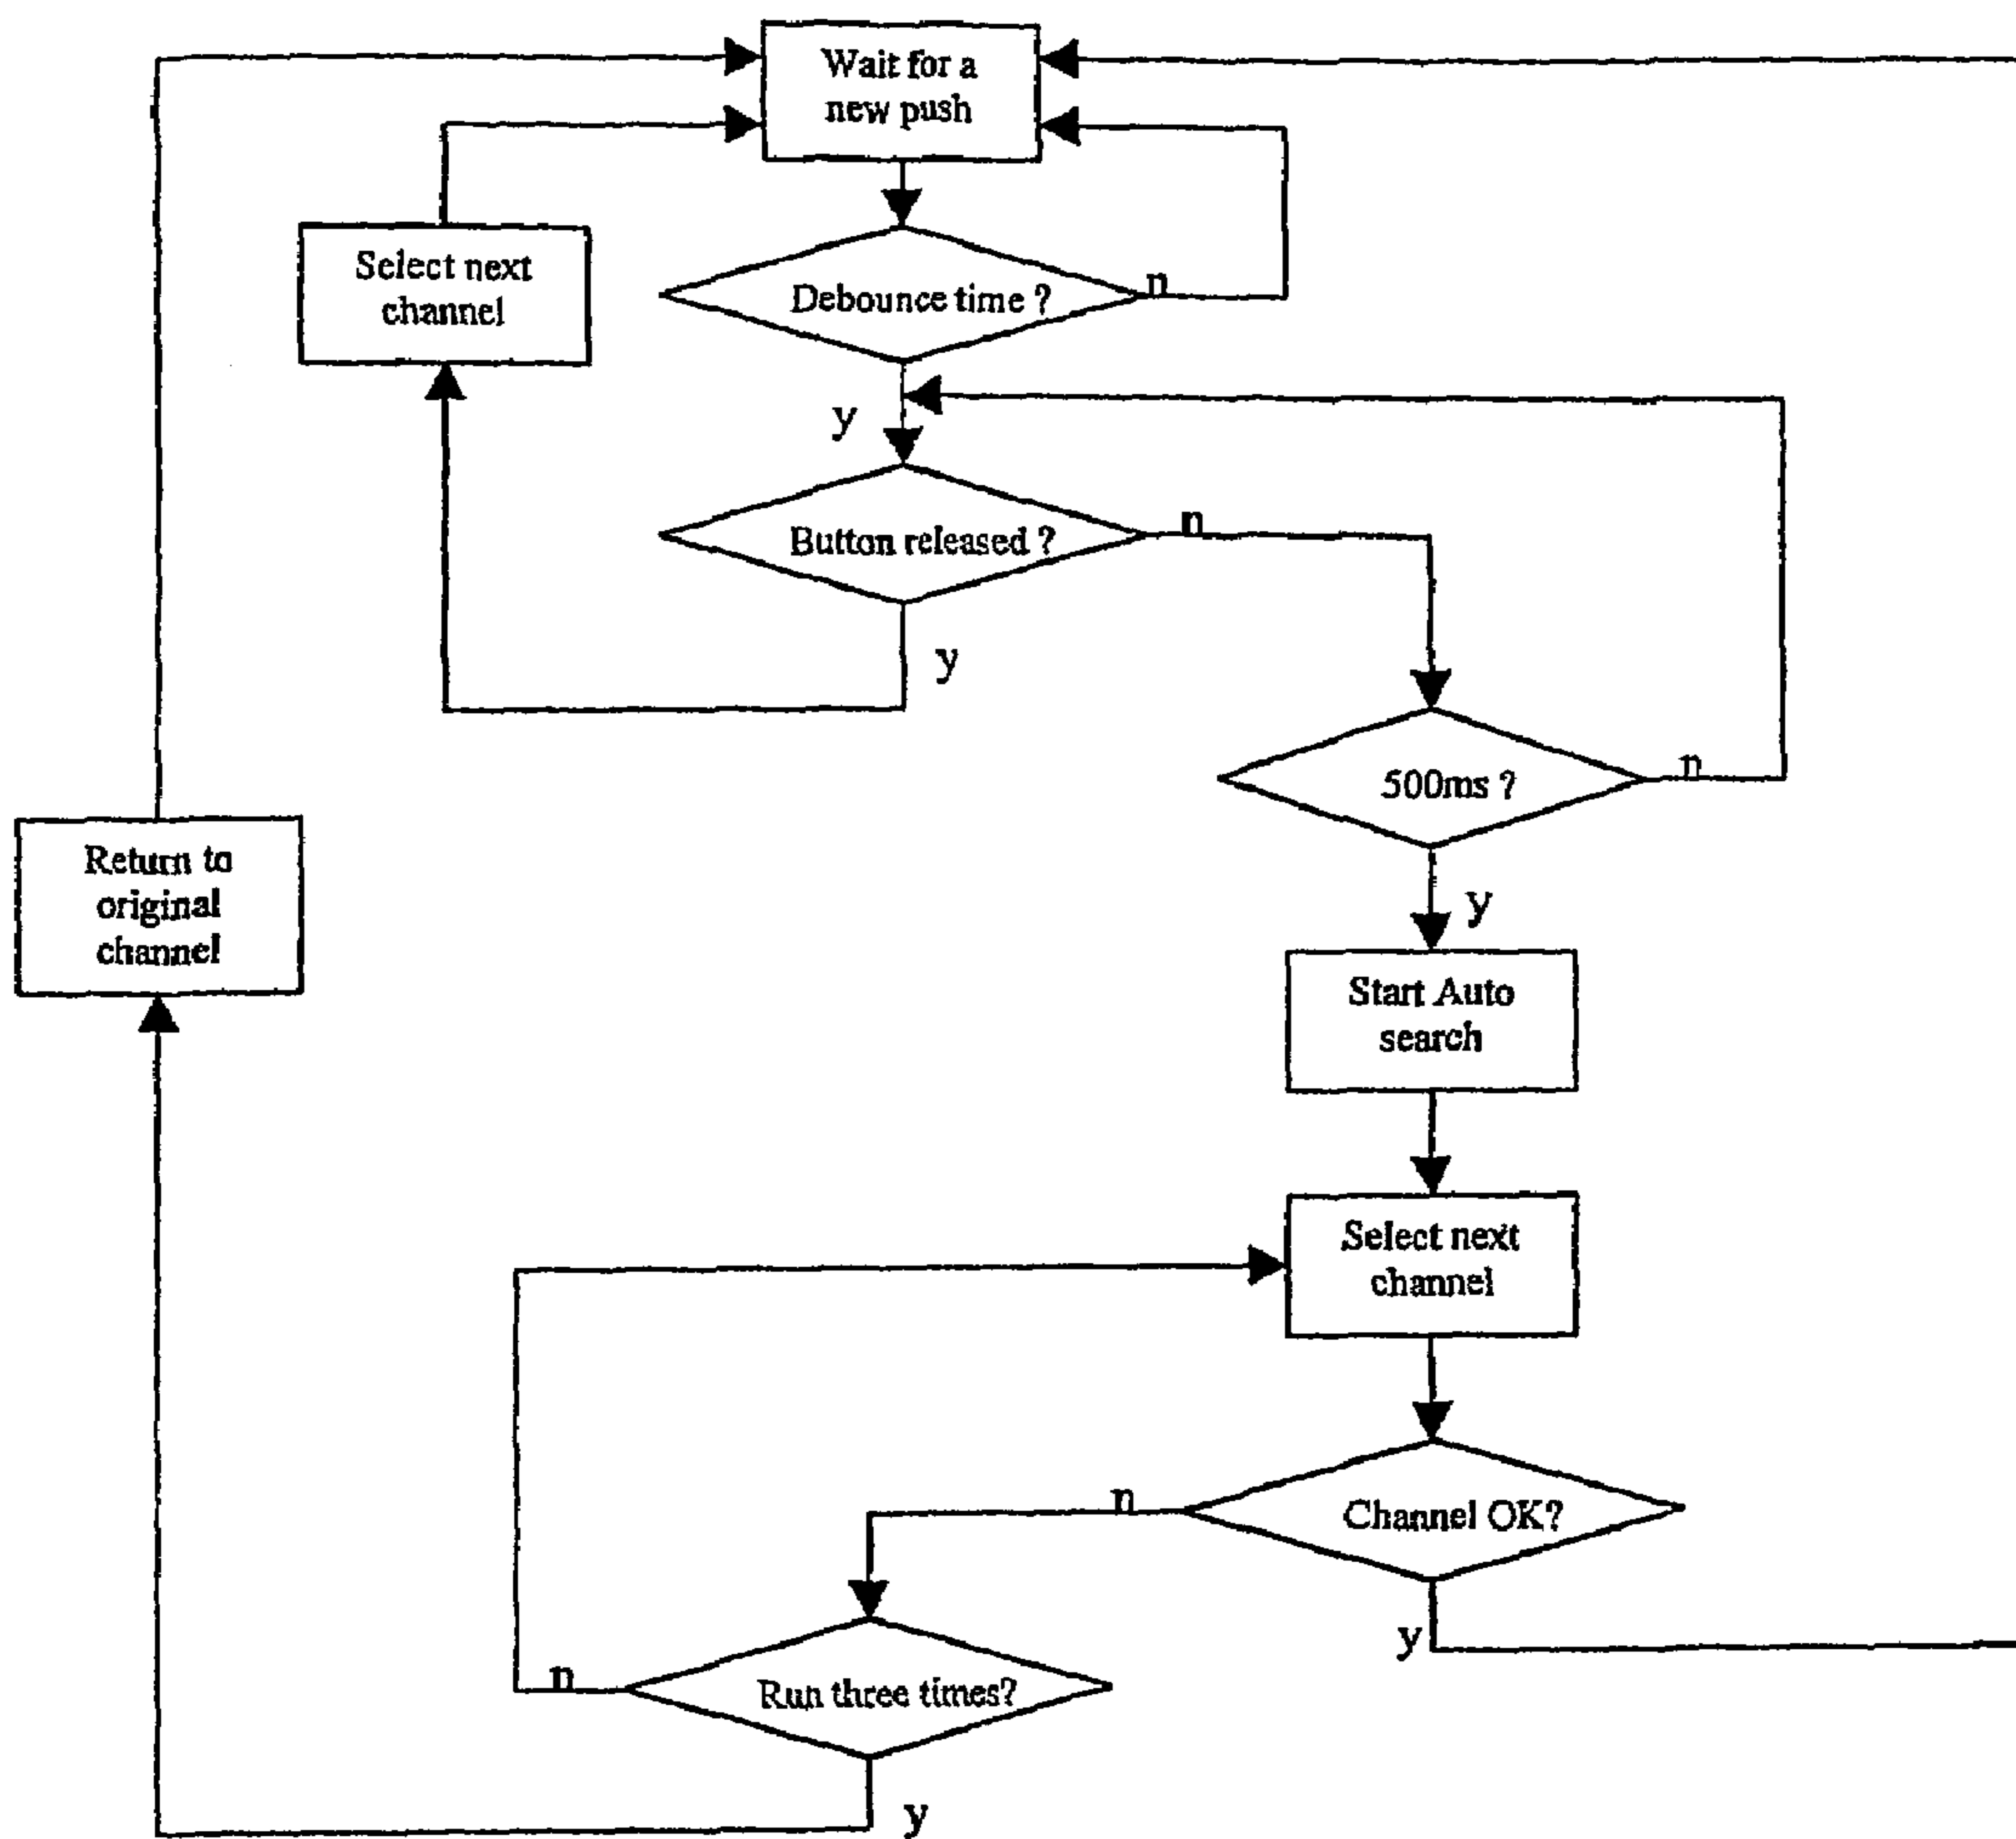 Wait for a
new push
Select next
channel
Debounce time ?
n
y
Button released ?
n
y
500ms ?
n
y
Return to
original
channel
Start Auto
search
Select next
channel
Channel OK?
n
y
Run three times?
n
y